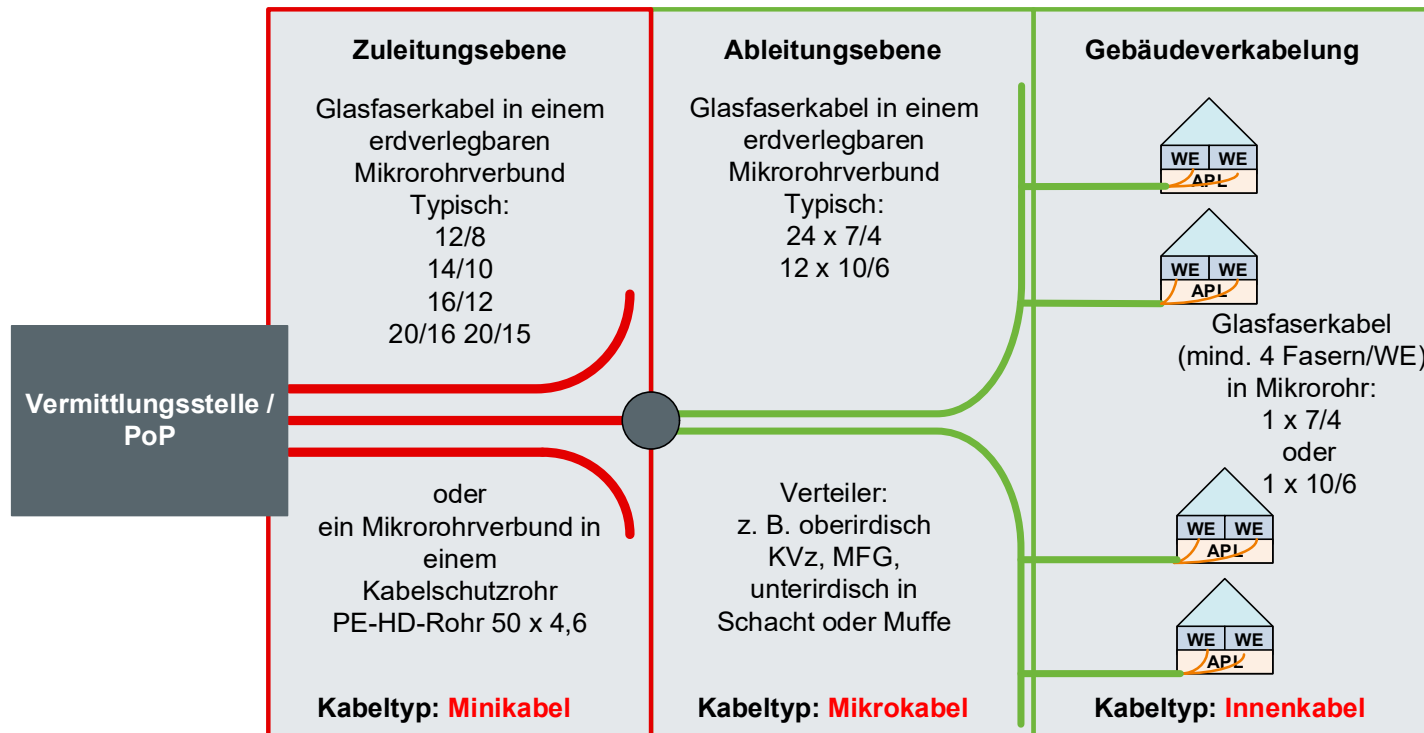 Vermittlungsstelle /
PoP
Zuleitungsebene
Glasfaserkabel in einem
erdverlegbaren
Mikrorohrverbund
Typisch:
12/8
14/10
16/12
20/16 20/15
oder
ein Mikrorohrverbund in
einem
Kabelschutzrohr
PE-HD-Rohr 50 x 4,6
Kabeltyp: Minikabel
Ableitungsebene
Glasfaserkabel in einem
erdverlegbaren
Mikrorohrverbund
Typisch:
24 x 7/4
12 x 10/6
Verteiler:
z. B. oberirdisch
KVz, MFG,
unterirdisch in
Schacht oder Muffe
Kabeltyp: Mikrokabel
Gebäudeverkabelung
WE WE
APL
WE WE
APL
Glasfaserkabel
(mind. 4 Fasern/WE)
in Mikrorohr:
1 x 7/4
oder
1 x 10/6
WE WE
APL
WE WE
APL
Kabeltyp: Innenkabel